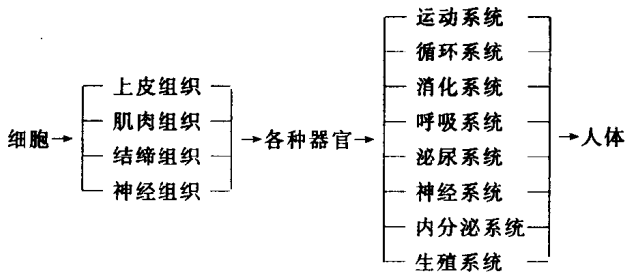 运动系统
循环系统
消化系统
呼吸系统
泌尿系统
神经系统
内分泌系统
生殖系统
上皮组织
肌肉组织
结缔组织
神经组织
细胞
各种器官
人体